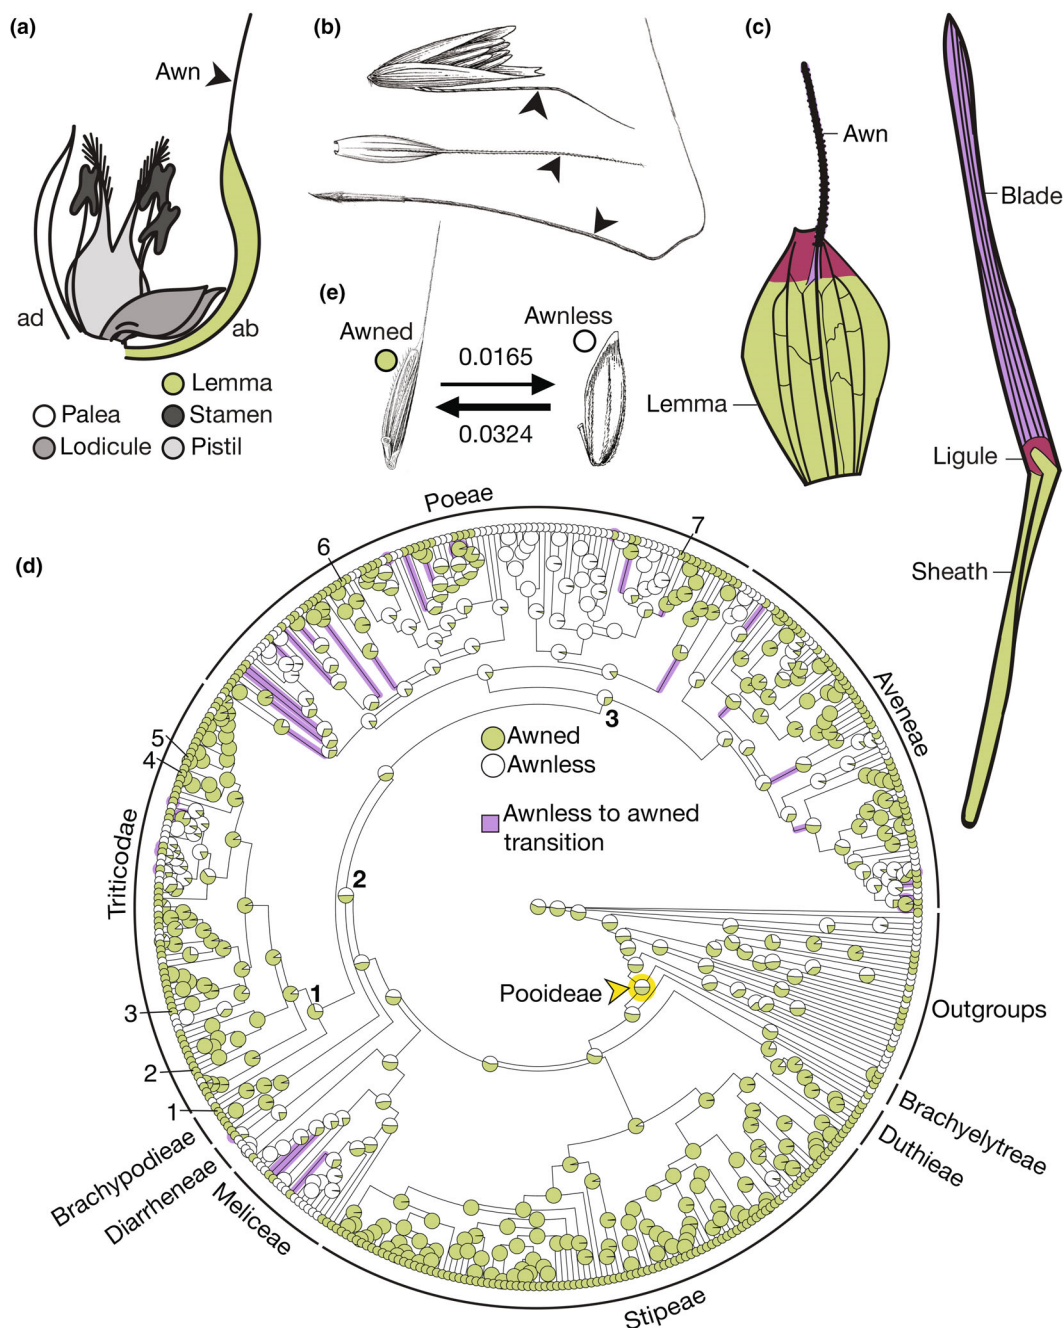 (a)
Awn
ad
ab
Lemma
Palea
Stamen
Lodicule
Pistil
(b)
(c)
Awn
Blade
Lemma
Ligule
Sheath
(e)
Awned
Awnless
0.0165
0.0324
(d)
Poeae
6
7
5
4
3
Aveneae
Awned
Awnless
Awnless to awned
transition
Triticodae
2
1
Pooideae
3
2
1
Outgroups
Brachyelytreae
Duthieae
Brachypodieae
Diarrheneae
Meliceae
Stipeae